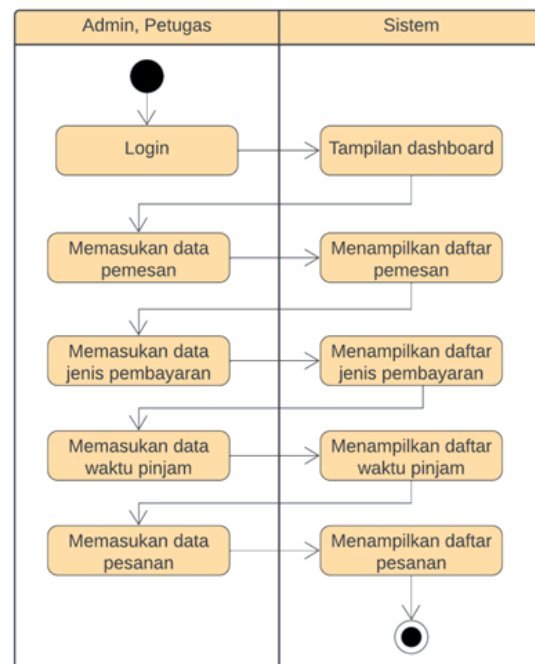 Admin, Petugas
Sistem
Login
Tampilan dashboard
Memasukan data
pemesan
Menampilkan daftar
pemesan
Memasukan data
jenis pembayaran
Menampilkan daftar
jenis pembayaran
Memasukan data
waktu pinjam
Menampilkan daftar
waktu pinjam
Memasukan data
pesanan
Menampilkan daftar
pesanan